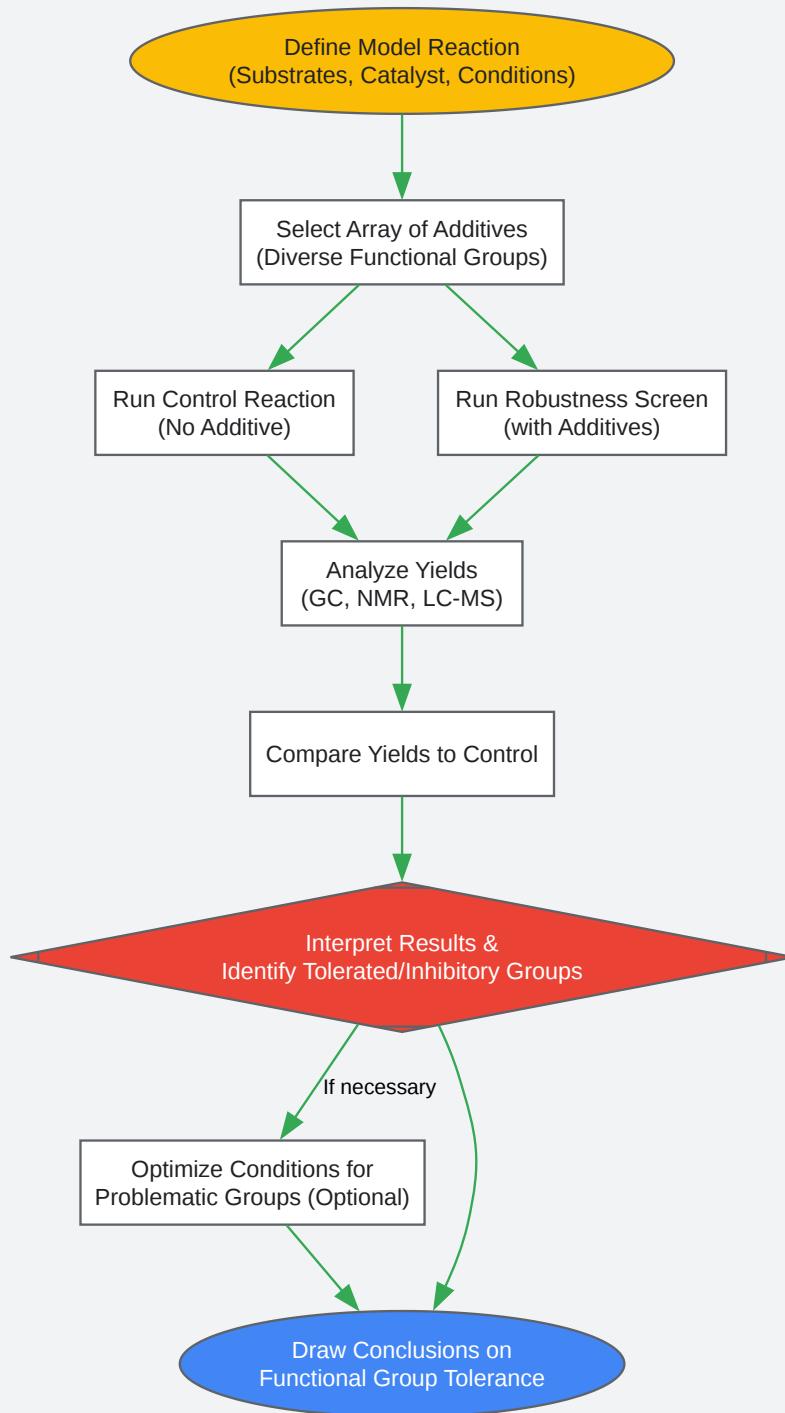 Define Model Reaction
(Substrates, Catalyst, Conditions)
Select Array of Additives
(Diverse Functional Groups)
Run Control Reaction
(No Additive)
Run Robustness Screen
(with Additives)
Analyze Yields
(GC, NMR, LC-MS)
Compare Yields to Control
Interpret Results &
Identify Tolerated/Inhibitory Groups
If necessary
Optimize Conditions for
Problematic Groups (Optional)
Draw Conclusions on
Functional Group Tolerance